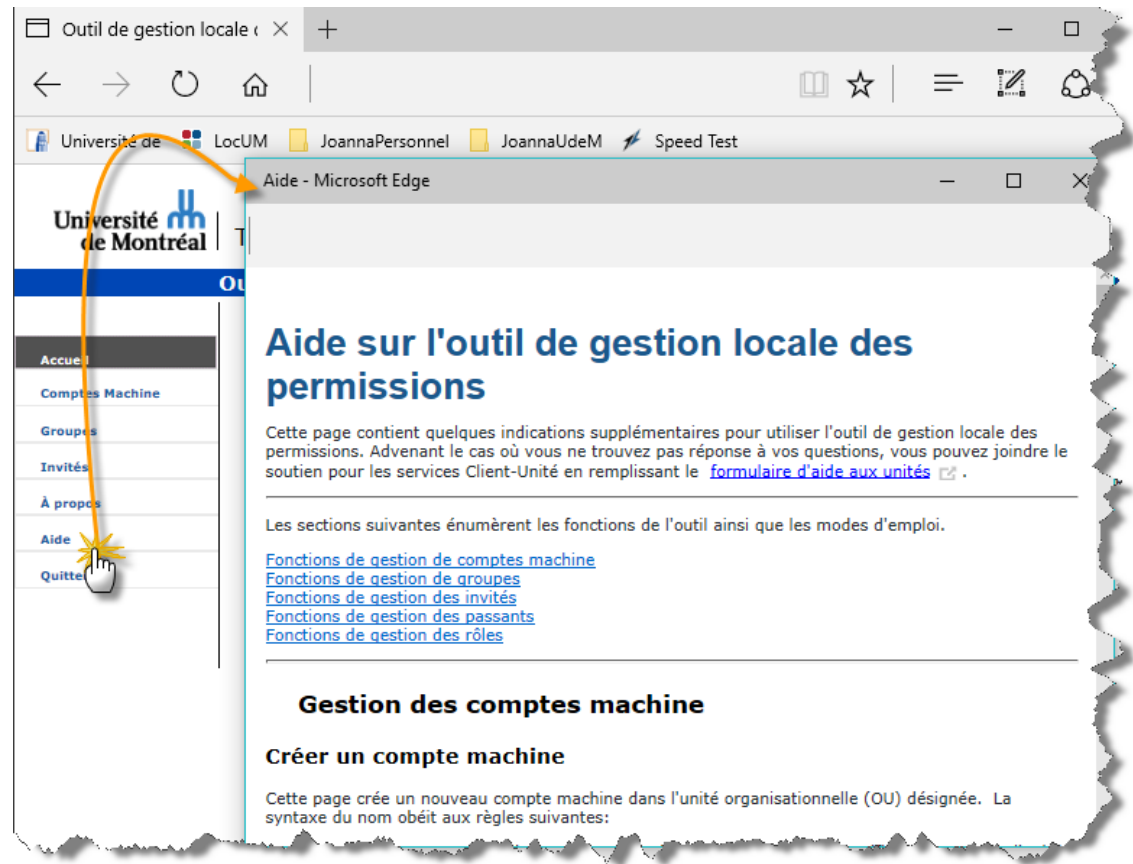 Outil de gestion locale
Université de LocUM JoannaPersonnel JoannaUdeM Speed Test
Aide - Microsoft Edge
Université
de Montréal
Ou
Accueil
Comptes Machine
Groupes
Invités
À propos
Aide
Quitter
Aide sur l'outil de gestion locale des
permissions
Cette page contient quelques indications supplémentaires pour utiliser l'outil de gestion locale des
permissions. Advenant le cas où vous ne trouvez pas réponse à vos questions, vous pouvez joindre le
soutien pour les services Client-Unité en remplissant le formulaire d'aide aux unités .
Les sections suivantes énumèrent les fonctions de l'outil ainsi que les modes d'emploi.
Fonctions de gestion de comptes machine
Fonctions de gestion de groupes
Fonctions de gestion des invités
Fonctions de gestion des passants
Fonctions de gestion des rôles
Gestion des comptes machine
Créer un compte machine
Cette page crée un nouveau compte machine dans l'unité organisationnelle (OU) désignée. La
syntaxe du nom obéit aux règles suivantes: